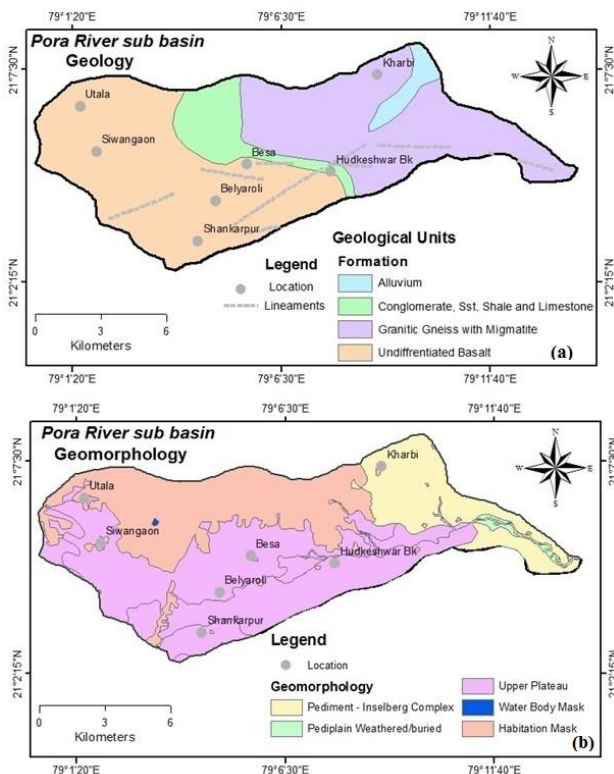 79° 1'20"E 79° 6'30"E 79° 11'40"E
Pora River sub basin
Geology
N
W E
S
21°7'30"N 21°7'30"N
Kharbi
Utala
Siwangaon
Besa
Hudkeshwar Bk
Belyaroli
Shankarpur
21°2'15"N 21°2'15"N
Legend
Location
Lineaments
Geological Units
Formation
Alluvium
Conglomerate, Sst, Shale and Limestone
Granitic Gneiss with Migmatite
Undiffrentiated Basalt
0 3 6
Kilometers
(a)
79° 1'20"E 79° 6'30"E 79° 11'40"E
79° 1'20"E 79° 6'30"E 79° 11'40"E
Pora River sub basin
Geomorphology
N
W E
S
21°7'30"N 21°7'30"N
Kharbi
Utala
Siwangaon
Besa
Hudkeshwar Bk
Belyaroli
Shankarpur
21°2'15"N 21°2'15"N
Legend
Location
Geomorphology
Pediment - Inselberg Complex
Pediplain Weathered/buried
Upper Plateau
Water Body Mask
Habitation Mask
0 3 6
Kilometers
(b)
79° 1'20"E 79° 6'30"E 79° 11'40"E